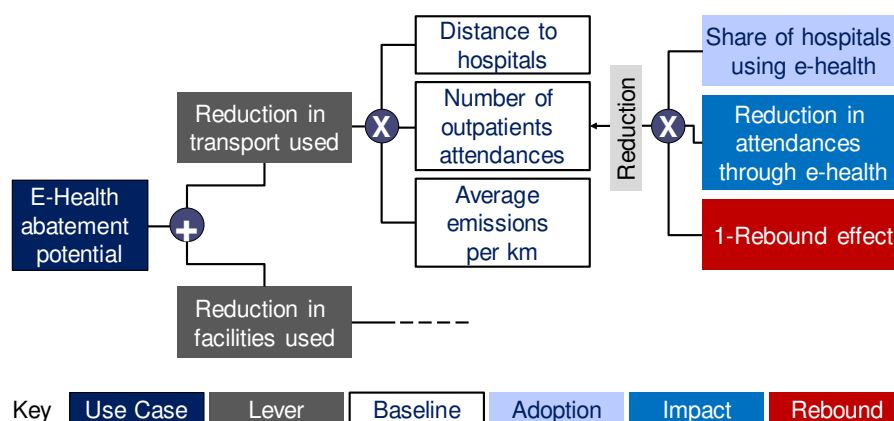 Distance to
hospitals
Share of hospitals
using e-health
Reduction in
transport used
X
Number of
outpatients
attendances
Reduction
X
Reduction in
attendances
through e-health
E-Health
abatement
potential
+
Average
emissions
per km
1-Rebound effect
Reduction in
facilities used
Key
Use Case
Lever
Baseline
Adoption
Impact
Rebound